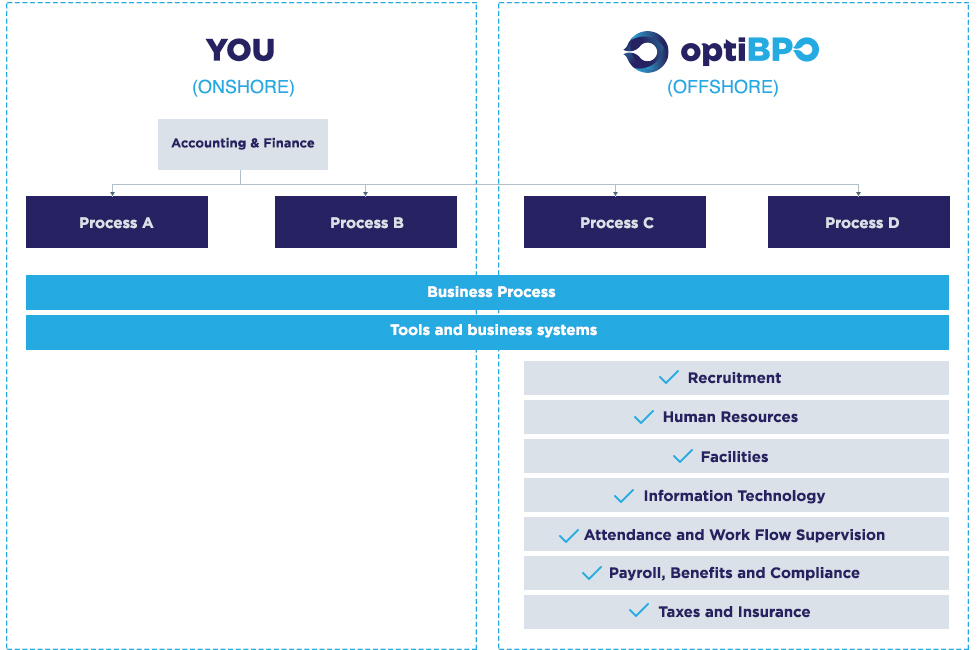 YOU
(ONSHORE)
optiBPO
(OFFSHORE)
Accounting & Finance
Process A
Process B
Process C
Process D
Business Process
Tools and business systems
Recruitment
Human Resources
Facilities
Information Technology
Attendance and Work Flow Supervision
Payroll, Benefits and Compliance
Taxes and Insurance